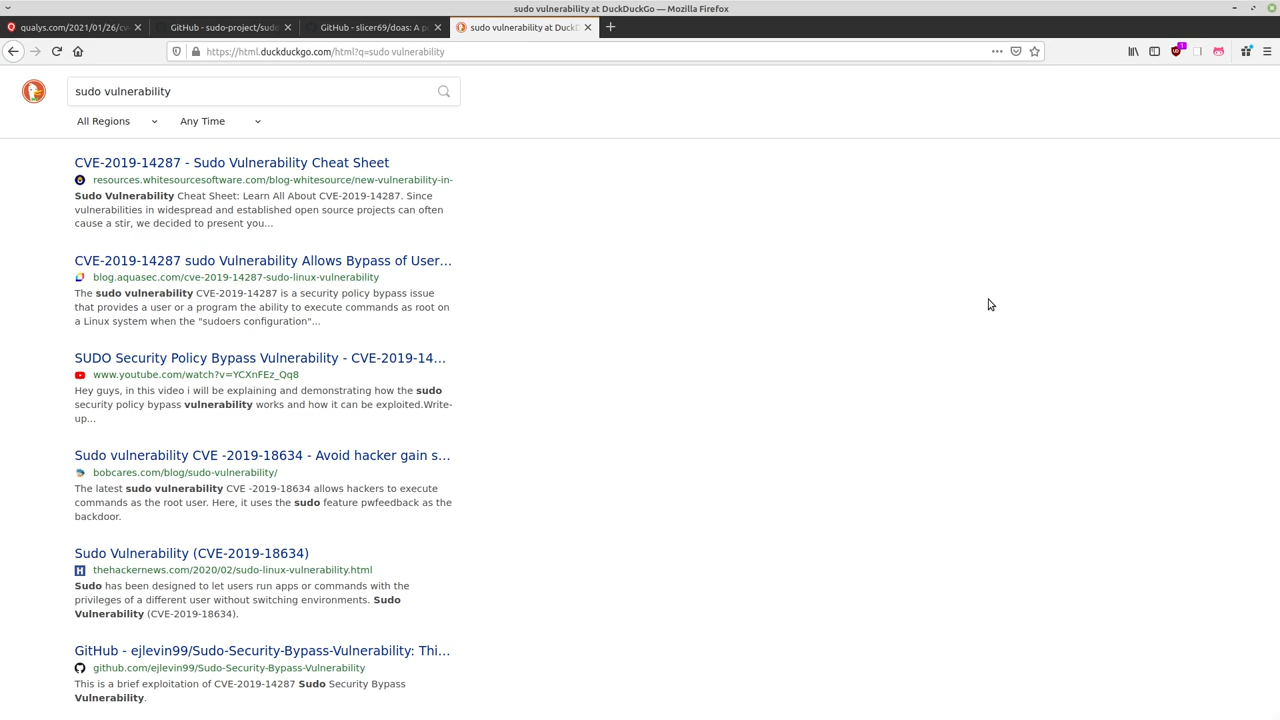 sudo vulnerability at DuckDuckGo — Mozilla Firefox
qualys.com/2021/01/26/c
GitHub - sudo-project/sudo
GitHub - slicer69/doas: A p
sudo vulnerability at Duck
https://html.duckduckgo.com/html?q=sudo vulnerability
1
sudo vulnerability
All Regions
Any Time
CVE-2019-14287 - Sudo Vulnerability Cheat Sheet
resources.whitesourcesoftware.com/blog-whitesource/new-vulnerability-in-
Sudo Vulnerability Cheat Sheet: Learn All About CVE-2019-14287. Since
vulnerabilities in widespread and established open source projects can often
cause a stir, we decided to present you...
CVE-2019-14287 sudo Vulnerability Allows Bypass of User...
blog.aquasec.com/cve-2019-14287-sudo-linux-vulnerability
The sudo vulnerability CVE-2019-14287 is a security policy bypass issue
that provides a user or a program the ability to execute commands as root on
a Linux system when the "sudoers configuration"...
SUDO Security Policy Bypass Vulnerability - CVE-2019-14...
www.youtube.com/watch?v=YCXnFEz_Qq8
Hey guys, in this video i will be explaining and demonstrating how the sudo
security policy bypass vulnerability works and how it can be exploited.Write-
up...
Sudo vulnerability CVE -2019-18634 - Avoid hacker gain s...
bobcares.com/blog/sudo-vulnerability/
The latest sudo vulnerability CVE -2019-18634 allows hackers to execute
commands as the root user. Here, it uses the sudo feature pwfeedback as the
backdoor.
Sudo Vulnerability (CVE-2019-18634)
thehackernews.com/2020/02/sudo-linux-vulnerability.html
Sudo has been designed to let users run apps or commands with the
privileges of a different user without switching environments. Sudo
Vulnerability (CVE-2019-18634).
GitHub - ejlevin99/Sudo-Security-Bypass-Vulnerability: Thi...
github.com/ejlevin99/Sudo-Security-Bypass-Vulnerability
This is a brief exploitation of CVE-2019-14287 Sudo Security Bypass
Vulnerability.